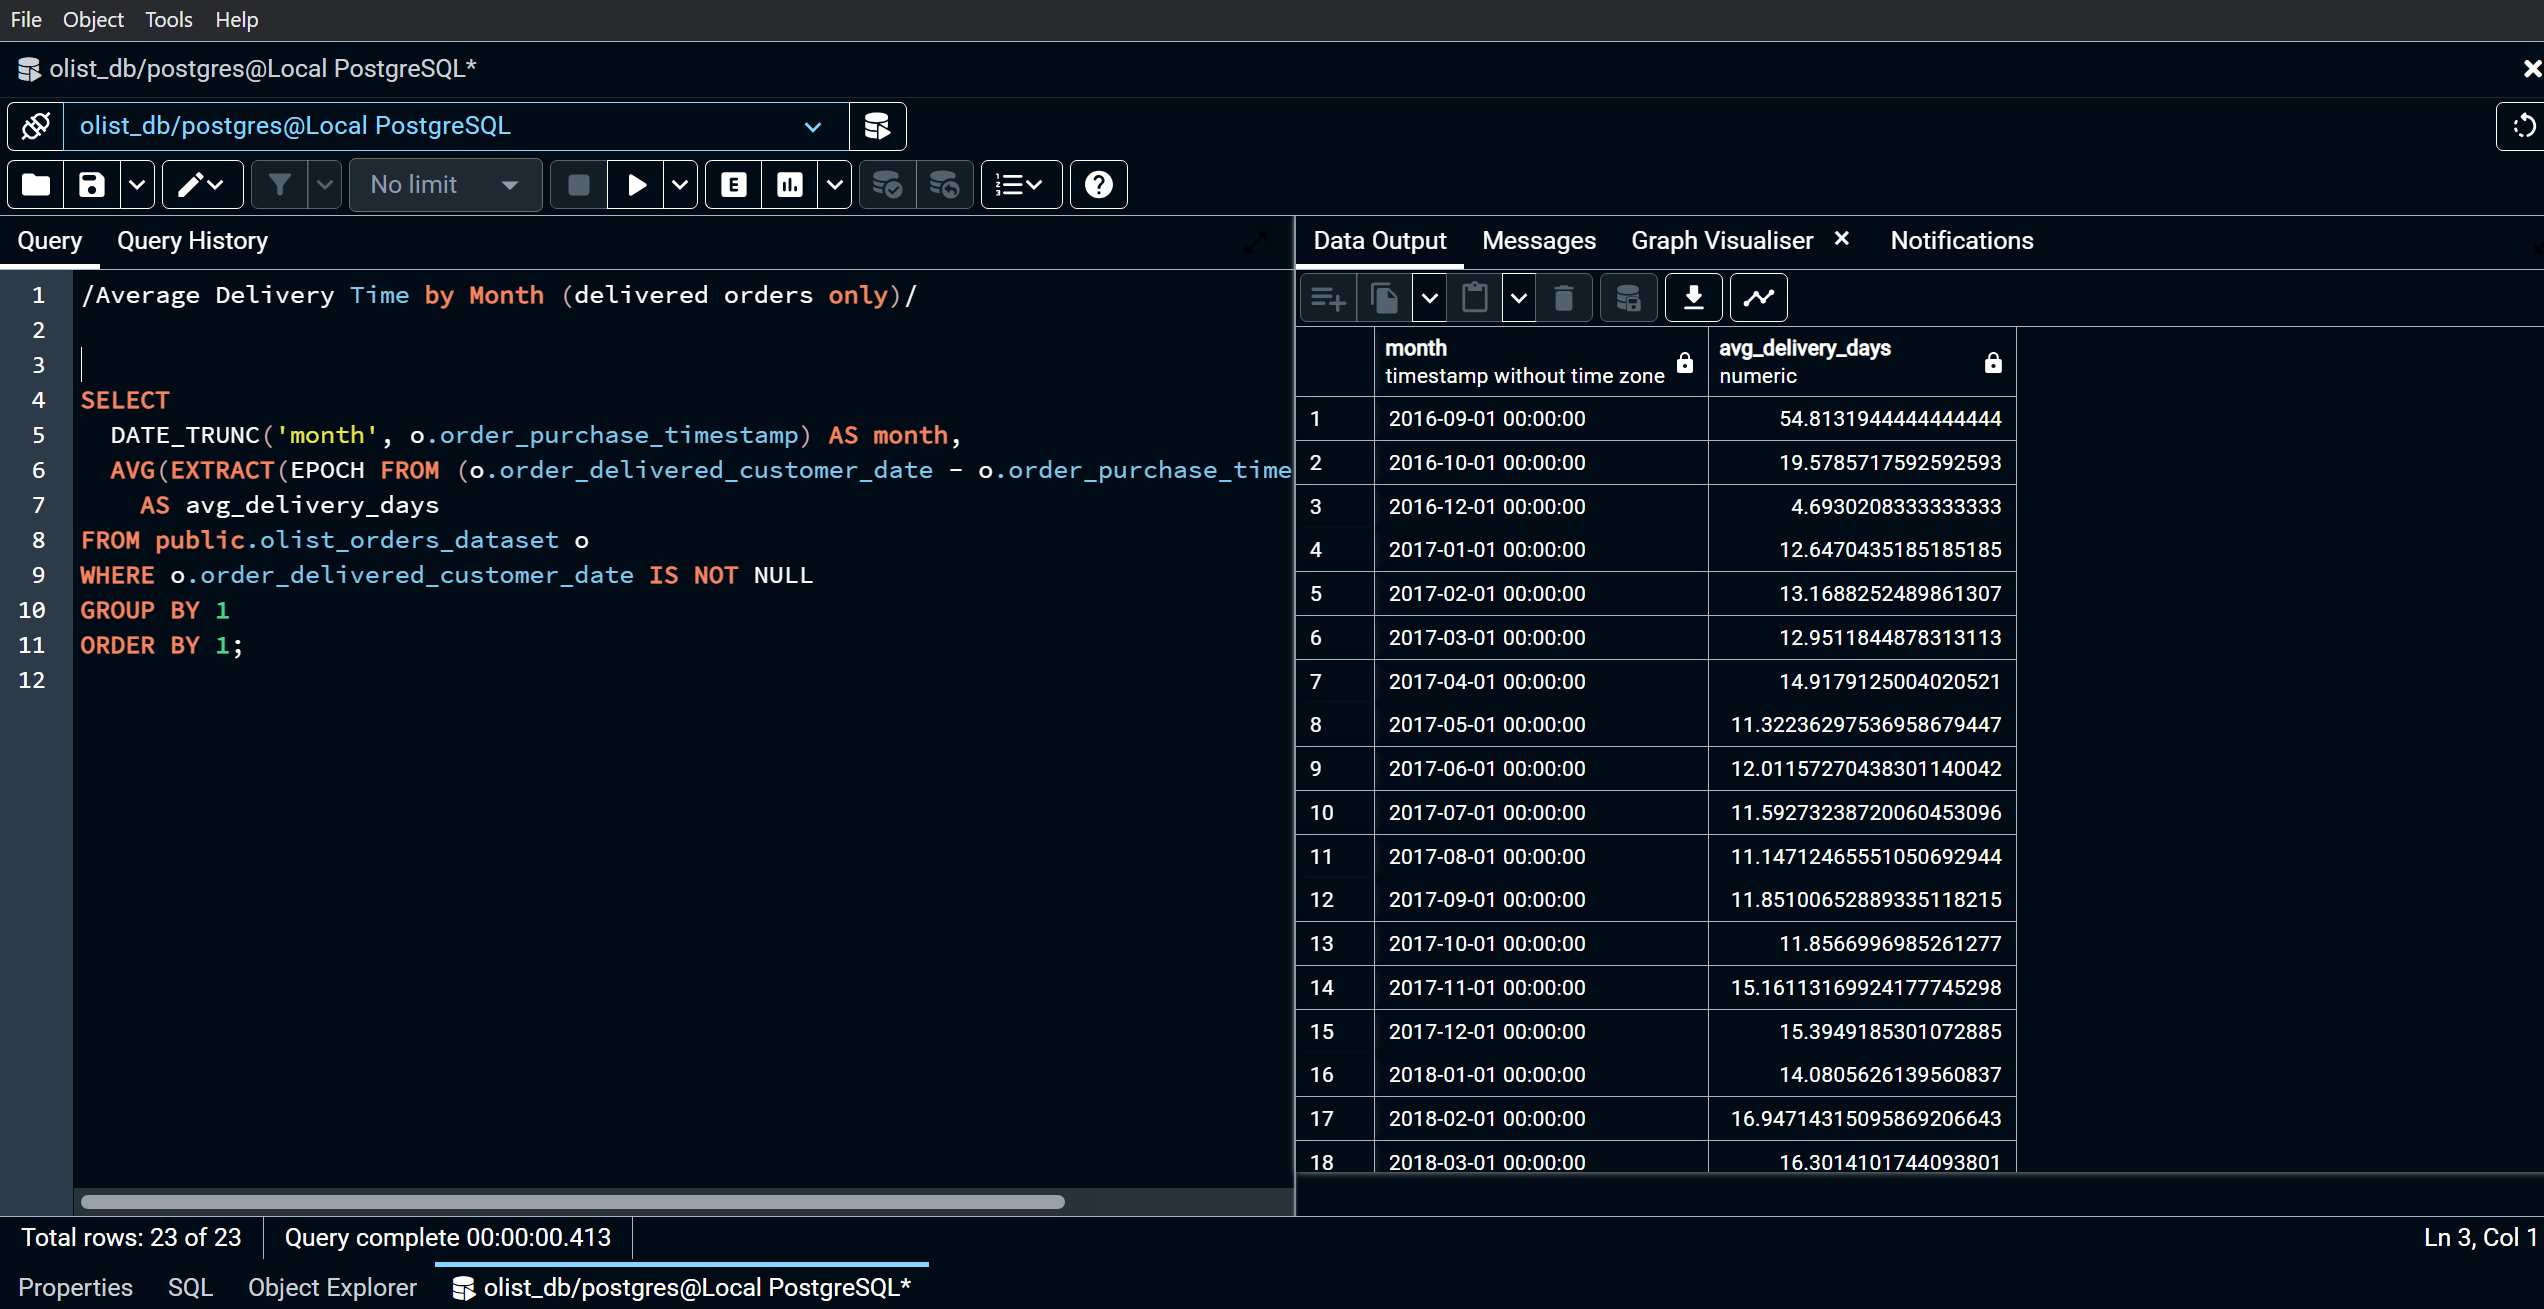 File Object Tools Help
olist_db/postgres@Local PostgreSQL*
olist_db/postgres@Local PostgreSQL
No limit
Query Query History
1 /Average Delivery Time by Month (delivered orders only)/
2
3
4 SELECT
5 DATE_TRUNC('month', o.order_purchase_timestamp) AS month,
6 AVG(EXTRACT(EPOCH FROM (o.order_delivered_customer_date - o.order_purchase_time
7 AS avg_delivery_days
8 FROM public.olist_orders_dataset o
9 WHERE o.order_delivered_customer_date IS NOT NULL
10 GROUP BY 1
11 ORDER BY 1;
12
Data Output Messages Graph Visualiser Notifications
month avg_delivery_days
timestamp without time zone numeric
1 2016-09-01 00:00:00 54.8131944444444444
2 2016-10-01 00:00:00 19.5785717592592593
3 2016-12-01 00:00:00 4.6930208333333333
4 2017-01-01 00:00:00 12.6470435185185185
5 2017-02-01 00:00:00 13.1688252489861307
6 2017-03-01 00:00:00 12.9511844878313113
7 2017-04-01 00:00:00 14.9179125004020521
8 2017-05-01 00:00:00 11.32236297536958679447
9 2017-06-01 00:00:00 12.01157270438301140042
10 2017-07-01 00:00:00 11.59273238720060453096
11 2017-08-01 00:00:00 11.14712465551050692944
12 2017-09-01 00:00:00 11.85100652889335118215
13 2017-10-01 00:00:00 11.8566996985261277
14 2017-11-01 00:00:00 15.16113169924177745298
15 2017-12-01 00:00:00 15.3949185301072885
16 2018-01-01 00:00:00 14.0805626139560837
17 2018-02-01 00:00:00 16.94714315095869206643
18 2018-03-01 00:00:00 16.3014101744093801
Total rows: 23 of 23 Query complete 00:00:00.413 Ln 3, Col 1
Properties SQL Object Explorer olist_db/postgres@Local PostgreSQL*